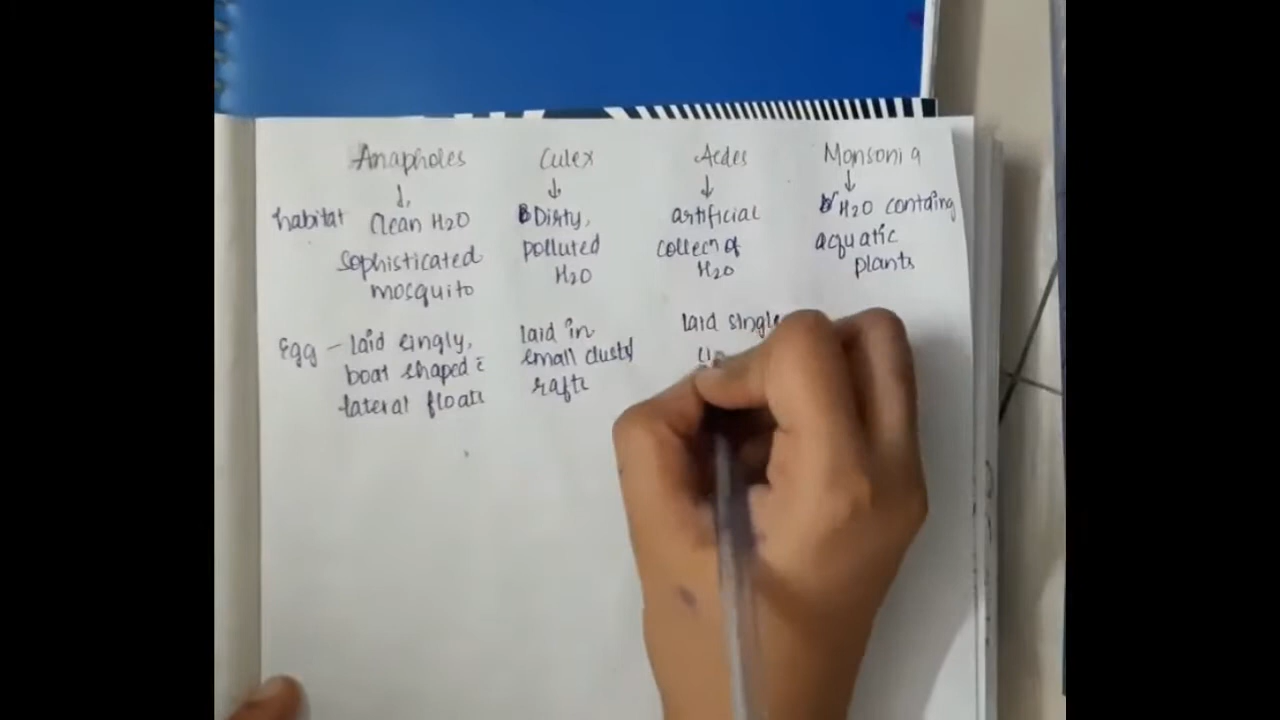 Anapholes Culex Aedes Monsonia
↓ ↓ ↓ ↓
habitat Clean H2O Dirty, artificial H2O containg
Sophisticated polluted collecn of aquatic
mosquito H2O H2O plants
Egg - laid singly, laid in laid single
boat shaped c̄ small clusters
lateral floats rafts